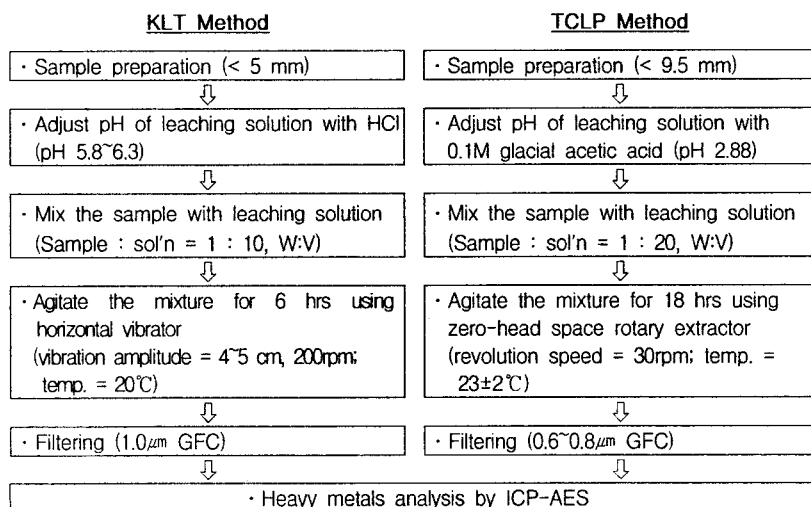 KLT Method
· Sample preparation (< 5 mm)
· Adjust pH of leaching solution with HCl
(pH 5.8~6.3)
· Mix the sample with leaching solution
(Sample : sol'n = 1 : 10, W:V)
· Agitate the mixture for 6 hrs using
horizontal vibrator
(vibration amplitude = 4~5 cm, 200rpm;
temp. = 20℃)
· Filtering (1.0㎛ GFC)
TCLP Method
· Sample preparation (< 9.5 mm)
· Adjust pH of leaching solution with
0.1M glacial acetic acid (pH 2.88)
· Mix the sample with leaching solution
(Sample : sol'n = 1 : 20, W:V)
· Agitate the mixture for 18 hrs using
zero-head space rotary extractor
(revolution speed = 30rpm; temp. =
23±2℃)
· Filtering (0.6~0.8㎛ GFC)
· Heavy metals analysis by ICP-AES